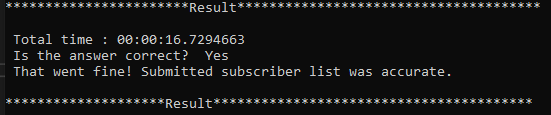 ***********************Result**************************************
Total time : 00:00:16.7294663
Is the answer correct?  Yes
That went fine! Submitted subscriber list was accurate.
********************Result****************************************